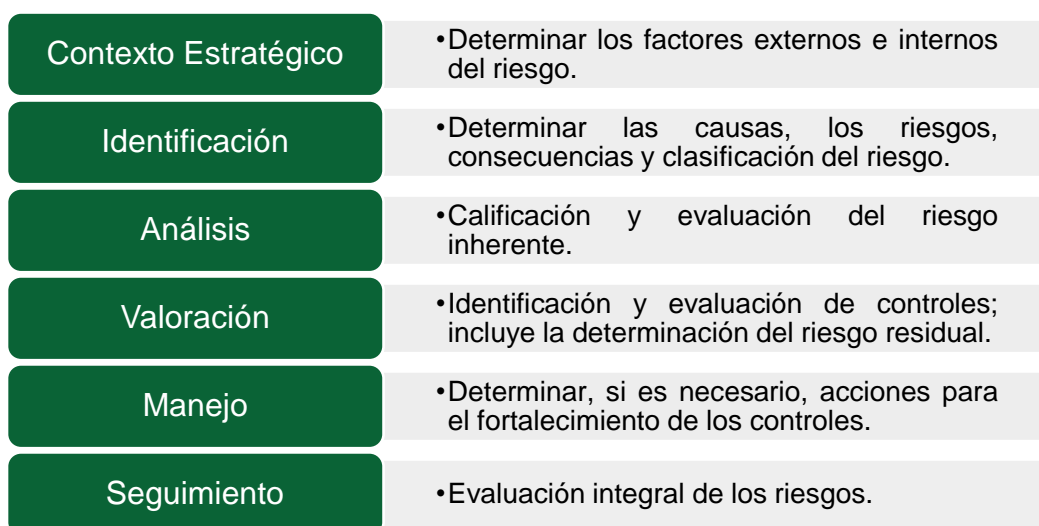 Contexto Estratégico
•Determinar los factores externos e internos
del riesgo.
Identificación
•Determinar las causas, los riesgos,
consecuencias y clasificación del riesgo.
Análisis
•Calificación y evaluación del riesgo
inherente.
Valoración
•Identificación y evaluación de controles;
incluye la determinación del riesgo residual.
Manejo
•Determinar, si es necesario, acciones para
el fortalecimiento de los controles.
Seguimiento
•Evaluación integral de los riesgos.